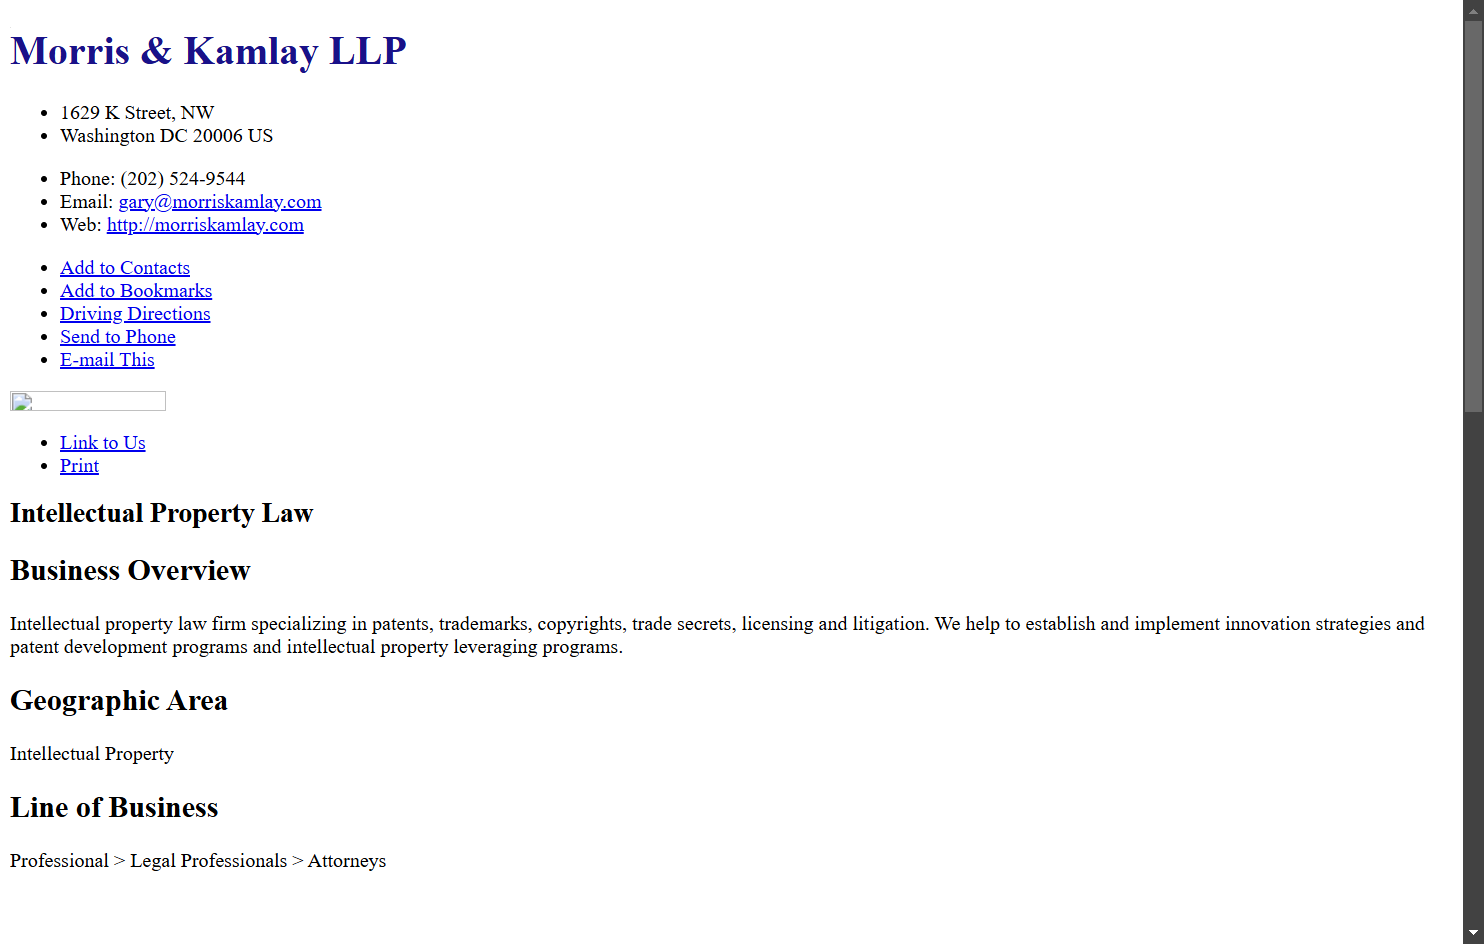 Morris & Kamlay LLP
1629 K Street, NW
Washington DC 20006 US
Phone: (202) 524-9544
Email: gary@morriskamlay.com
Web: http://morriskamlay.com
Add to Contacts
Add to Bookmarks
Driving Directions
Send to Phone
E-mail This
Link to Us
Print
Intellectual Property Law
Business Overview
Intellectual property law firm specializing in patents, trademarks, copyrights, trade secrets, licensing and litigation. We help to establish and implement innovation strategies and
patent development programs and intellectual property leveraging programs.
Geographic Area
Intellectual Property
Line of Business
Professional > Legal Professionals > Attorneys